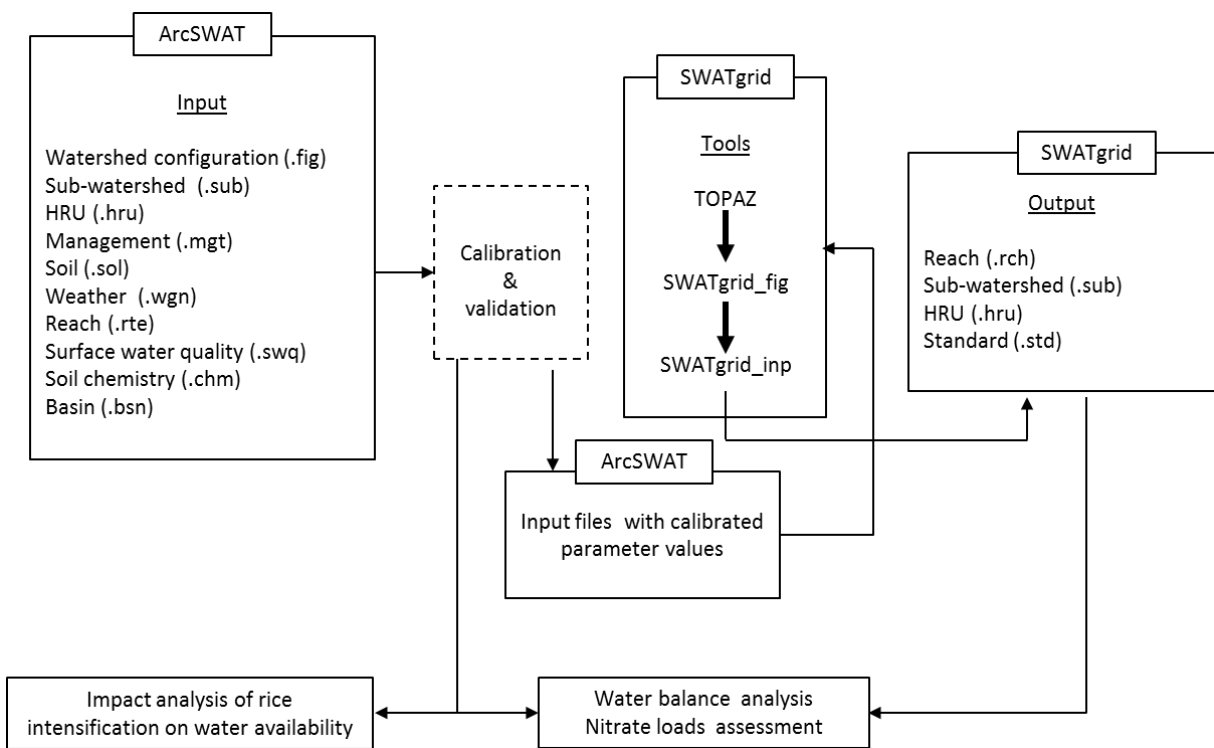 ArcSWAT
Input
Watershed configuration (.fig)
Sub-watershed (.sub)
HRU (.hru)
Management (.mgt)
Soil (.sol)
Weather (.wgn)
Reach (.rte)
Surface water quality (.swq)
Soil chemistry (.chm)
Basin (.bsn)
Calibration
&
validation
SWATgrid
Tools
TOPAZ
SWATgrid_fig
SWATgrid_inp
SWATgrid
Output
Reach (.rch)
Sub-watershed (.sub)
HRU (.hru)
Standard (.std)
ArcSWAT
Input files with calibrated
parameter values
Impact analysis of rice
intensification on water availability
Water balance analysis
Nitrate loads assessment